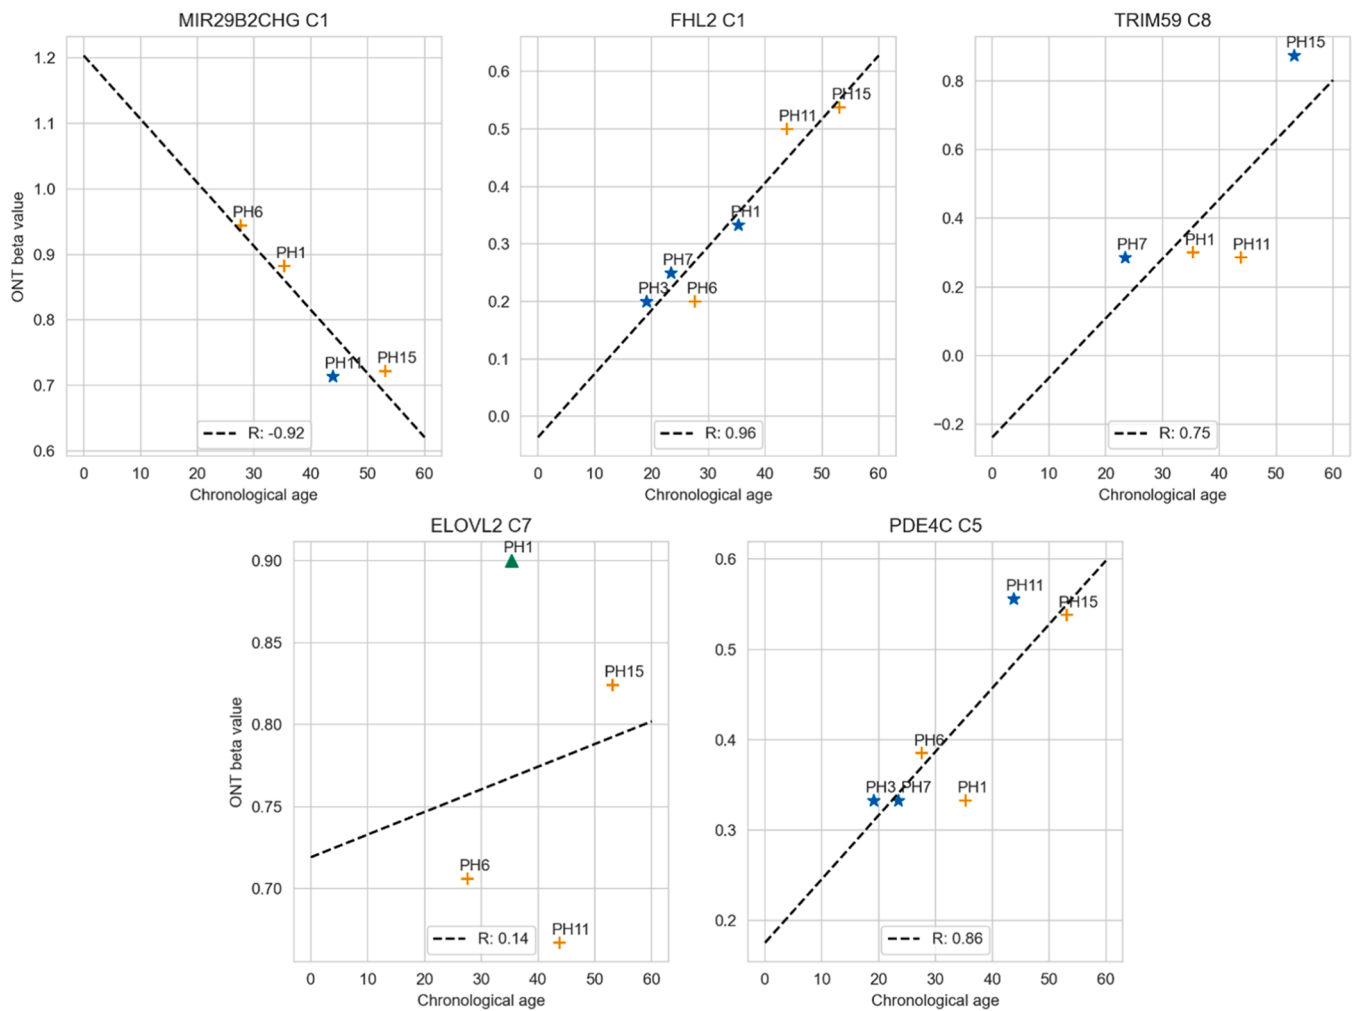 MIR29B2CHG C1
FHL2 C1
TRIM59 C8
ONT beta value
1.2
1.1
1.0
0.9
0.8
0.7
0.6
PH6
PH1
PH11
PH15
R: -0.92
0 10 20 30 40 50 60
Chronological age
0.6
0.5
0.4
0.3
0.2
0.1
0.0
PH15
PH11
PH1
PH7
PH3
PH6
R: 0.96
0 10 20 30 40 50 60
Chronological age
0.8
0.6
0.4
0.2
0.0
−0.2
PH15
PH7
PH1
PH11
R: 0.75
0 10 20 30 40 50 60
Chronological age
ELOVL2 C7
PDE4C C5
ONT beta value
0.90
0.85
0.80
0.75
0.70
PH1
PH15
PH6
PH11
R: 0.14
0 10 20 30 40 50 60
Chronological age
0.6
0.5
0.4
0.3
0.2
PH11
PH15
PH6
PH3
PH7
PH1
R: 0.86
0 10 20 30 40 50 60
Chronological age